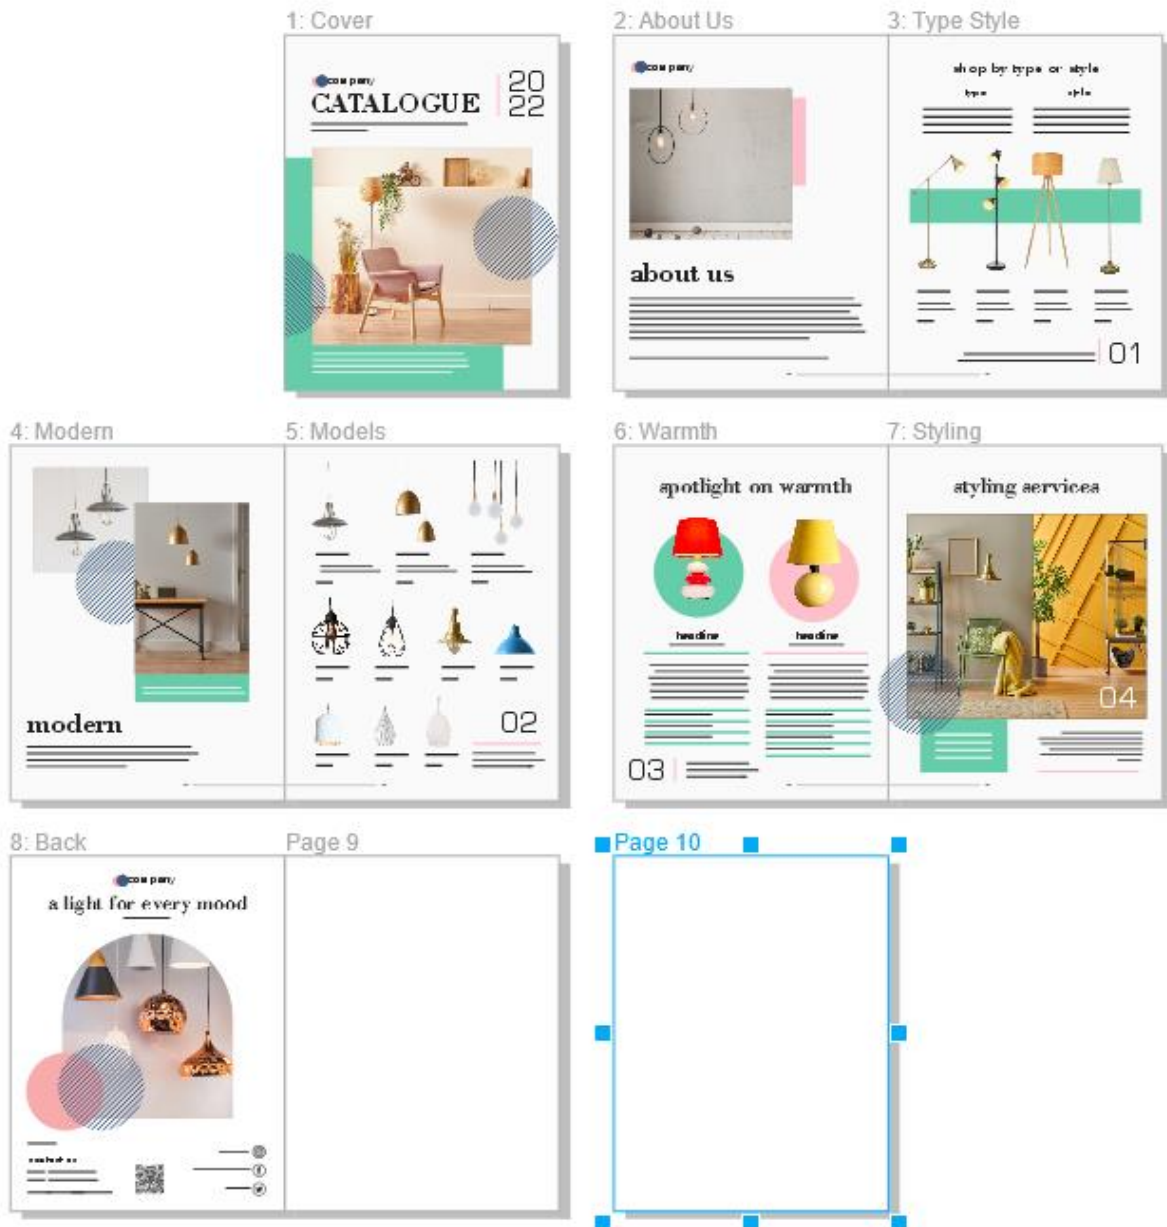 1: Cover
company
CATALOGUE
20
22
2: About Us
company
about us
3: Type Style
shop by type or style
type
style
01
4: Modern
modern
5: Models
02
6: Warmth
spotlight on warmth
headline
headline
03
7: Styling
styling services
04
8: Back
company
a light for every mood
contact us
Page 9
Page 10